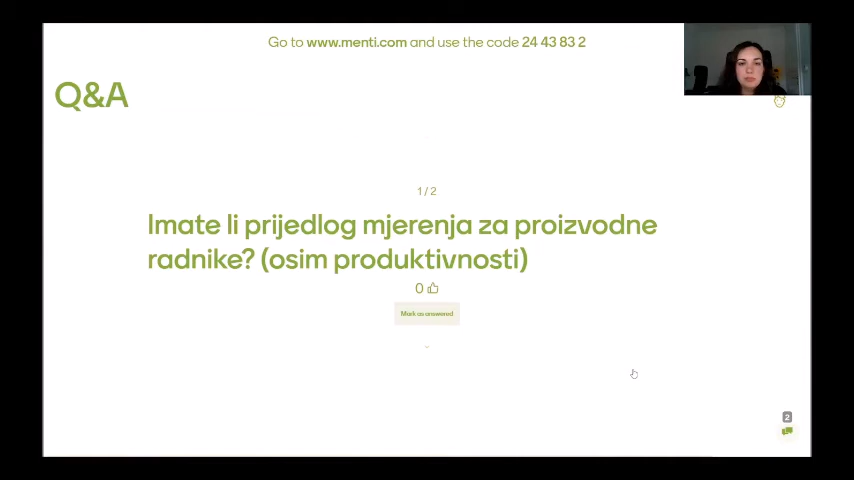 Go to www.menti.com and use the code 24 43 83 2
Q&A
1 / 2
Imate li prijedlog mjerenja za proizvodne
radnike? (osim produktivnosti)
0
Mark as answered
2